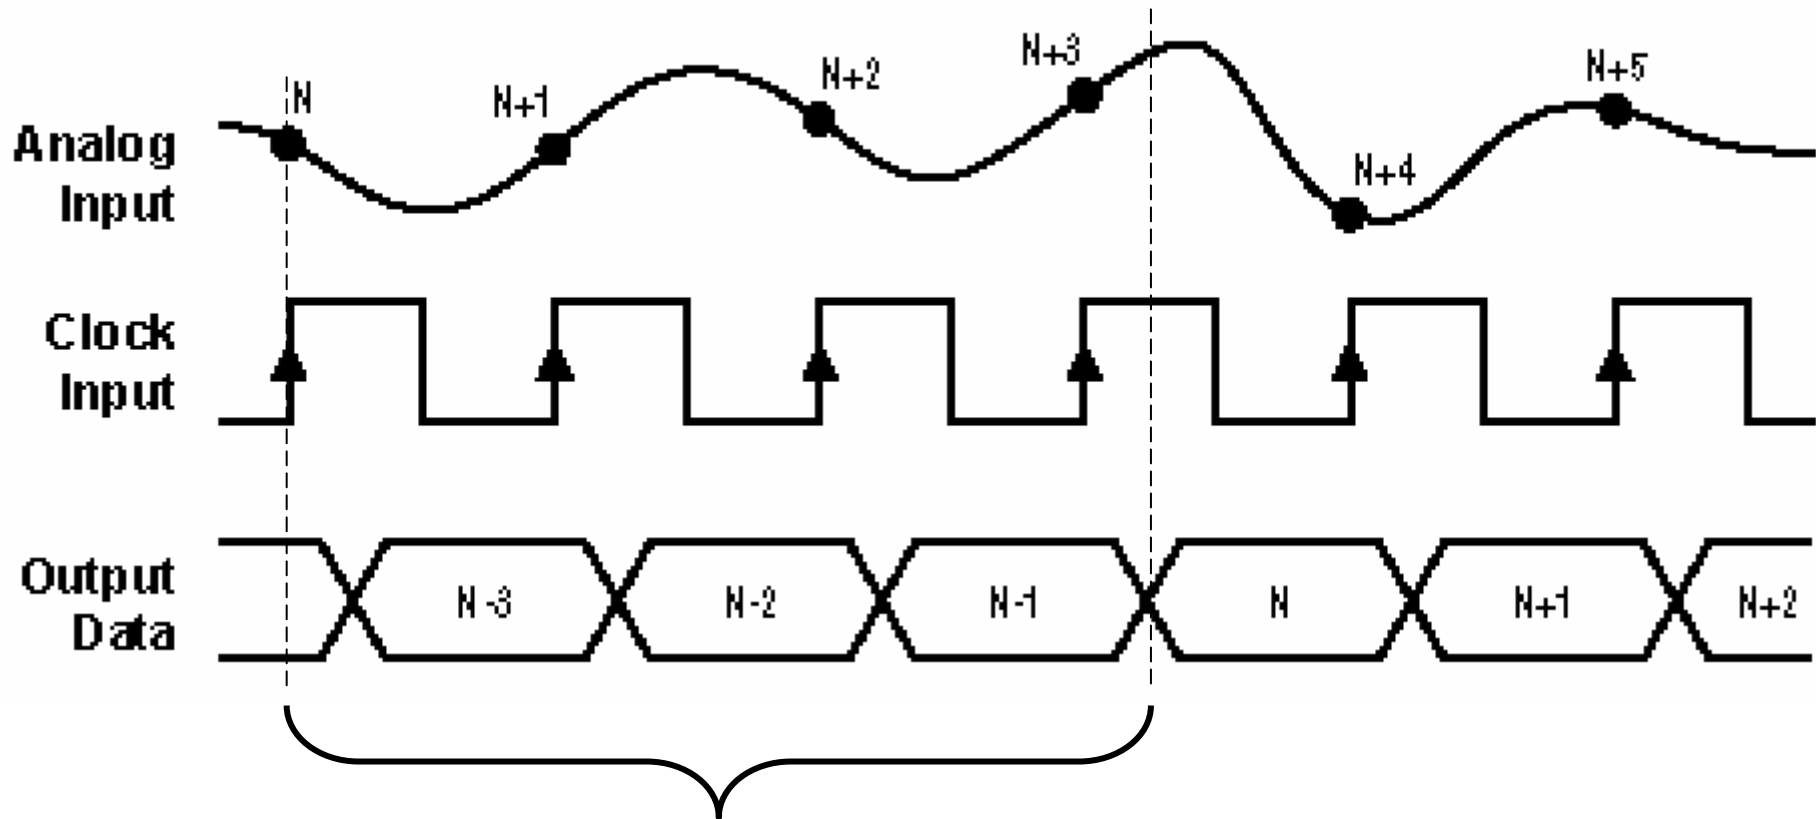 N
N+1
N+2
N+3
N+4
N+5
Analog
Input
Clock
Input
Output
Data
N-3
N-2
N-1
N
N+1
N+2